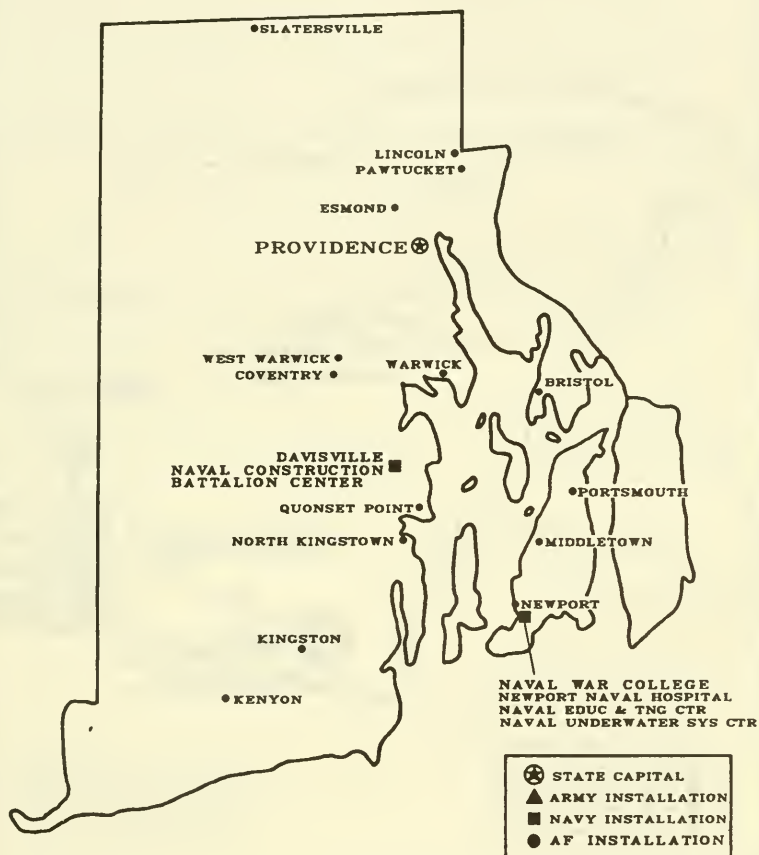 SLATERSVILLE
LINCOLN
PAWTUCKET
ESMOND
PROVIDENCE
WEST WARWICK
COVENTRY
WARWICK
BRISTOL
DAVISVILLE
NAVAL CONSTRUCTION
BATTALION CENTER
PORTSMOUTH
QUONSET POINT
NORTH KINGSTOWN
MIDDLETOWN
NEWPORT
KINGSTON
KENYON
NAVAL WAR COLLEGE
NEWPORT NAVAL HOSPITAL
NAVAL EDUC & TNG CTR
NAVAL UNDERWATER SYS CTR
STATE CAPITAL
ARMY INSTALLATION
NAVY INSTALLATION
AF INSTALLATION